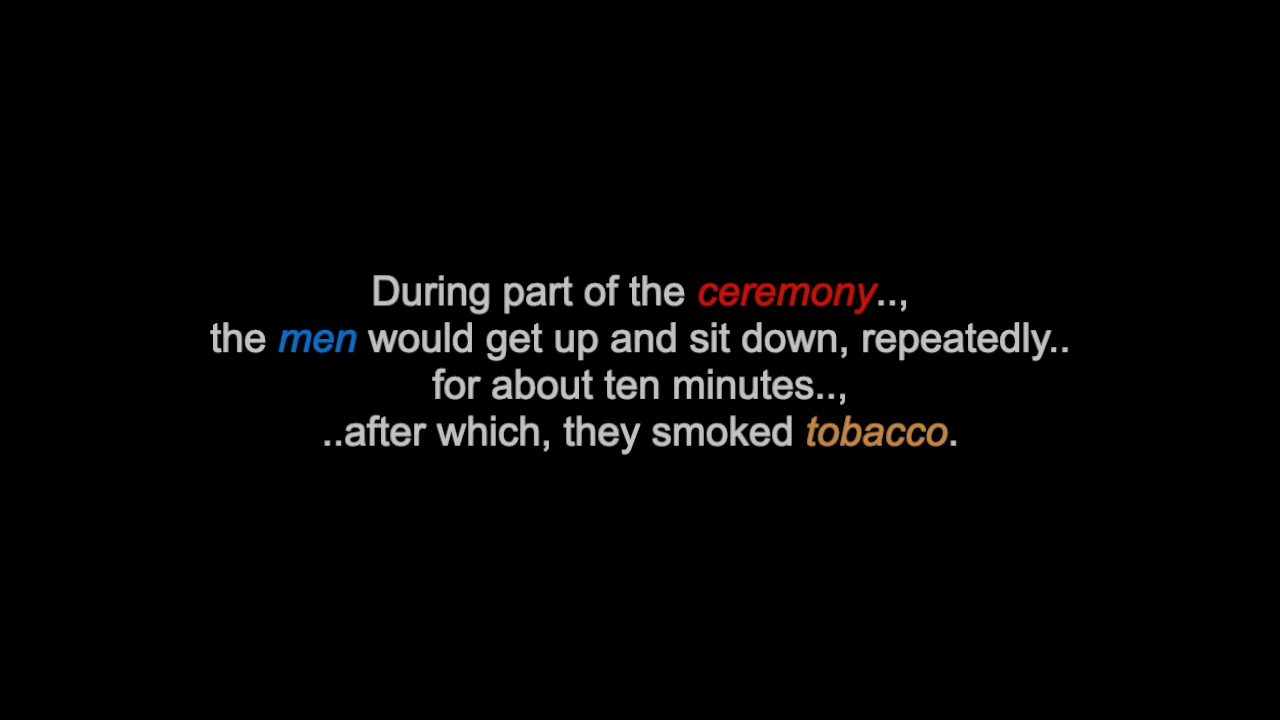 During part of the ceremony..,
the men would get up and sit down, repeatedly..
for about ten minutes..,
..after which, they smoked tobacco.